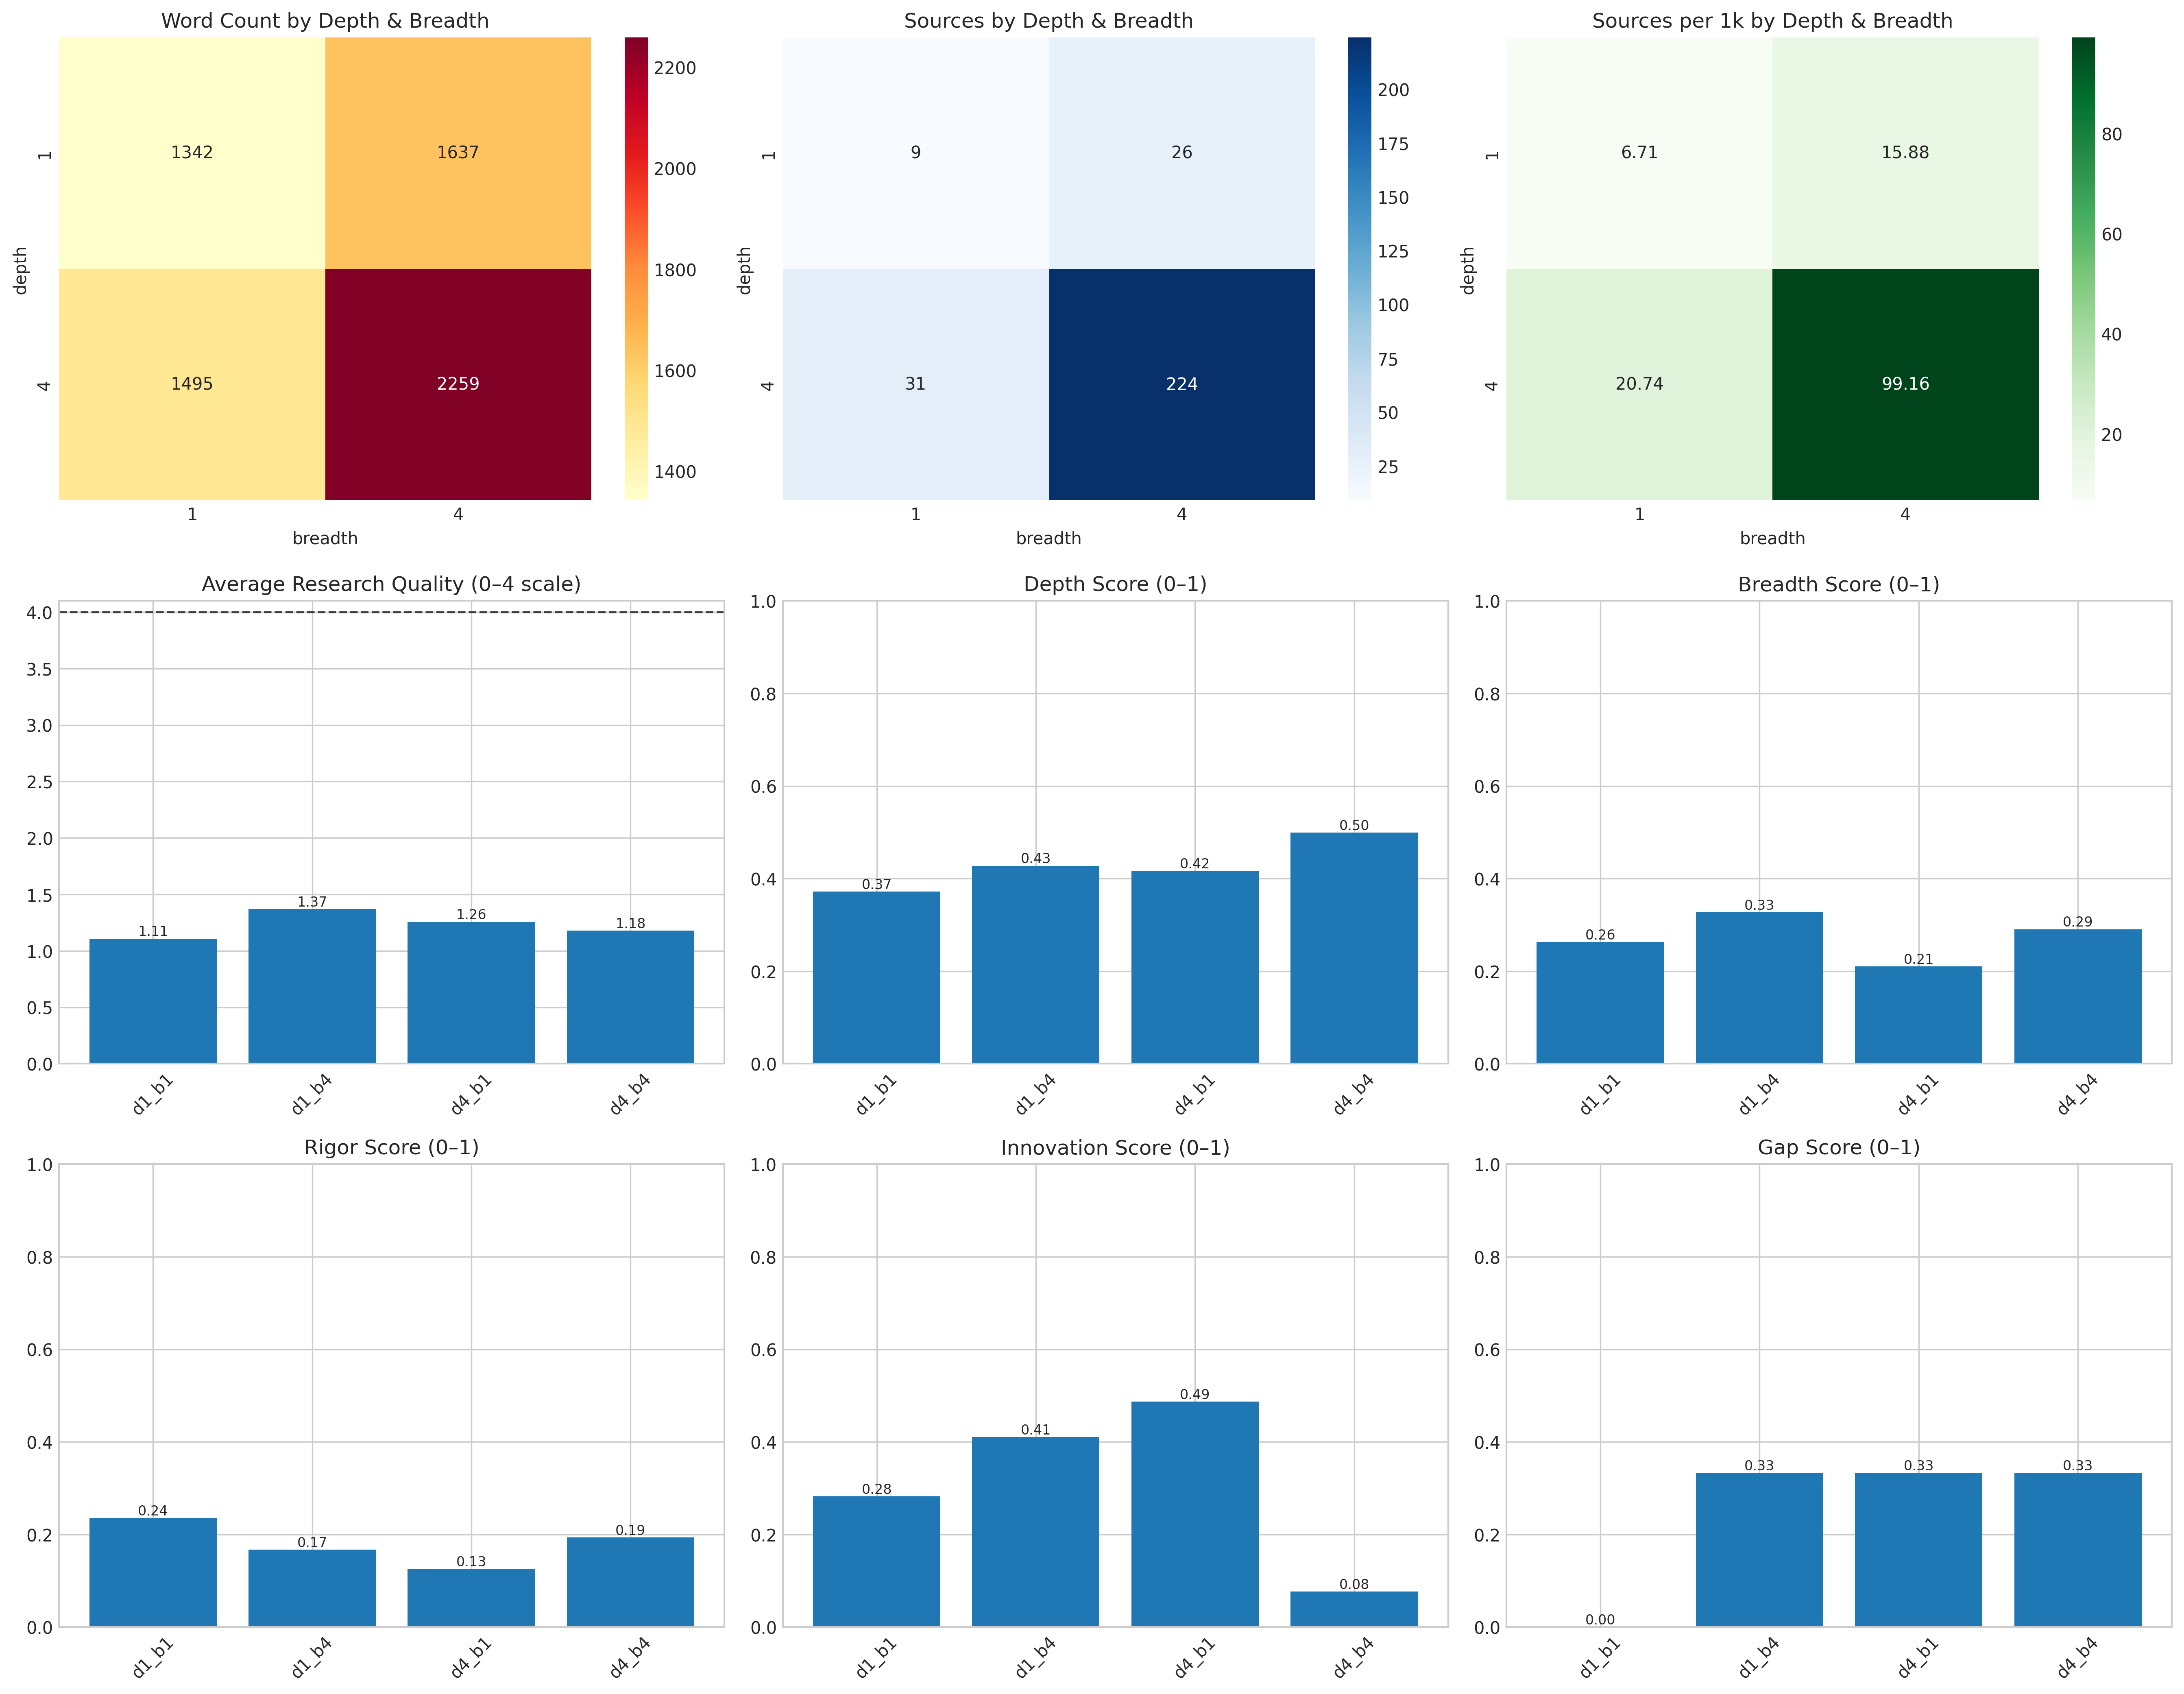 Word Count by Depth & Breadth
1342
1637
1495
2259
1
4
depth
1
4
breadth
2200
2000
1800
1600
1400
Sources by Depth & Breadth
9
26
31
224
1
4
depth
1
4
breadth
200
175
150
125
100
75
50
25
Sources per 1k by Depth & Breadth
6.71
15.88
20.74
99.16
1
4
depth
1
4
breadth
80
60
40
20
Average Research Quality (0–4 scale)
4.0
3.5
3.0
2.5
2.0
1.5
1.0
0.5
0.0
1.11
1.37
1.26
1.18
d1_b1
d1_b4
d4_b1
d4_b4
Depth Score (0–1)
1.0
0.8
0.6
0.4
0.2
0.0
0.37
0.43
0.42
0.50
d1_b1
d1_b4
d4_b1
d4_b4
Breadth Score (0–1)
1.0
0.8
0.6
0.4
0.2
0.0
0.26
0.33
0.21
0.29
d1_b1
d1_b4
d4_b1
d4_b4
Rigor Score (0–1)
1.0
0.8
0.6
0.4
0.2
0.0
0.24
0.17
0.13
0.19
d1_b1
d1_b4
d4_b1
d4_b4
Innovation Score (0–1)
1.0
0.8
0.6
0.4
0.2
0.0
0.28
0.41
0.49
0.08
d1_b1
d1_b4
d4_b1
d4_b4
Gap Score (0–1)
1.0
0.8
0.6
0.4
0.2
0.0
0.00
0.33
0.33
0.33
d1_b1
d1_b4
d4_b1
d4_b4